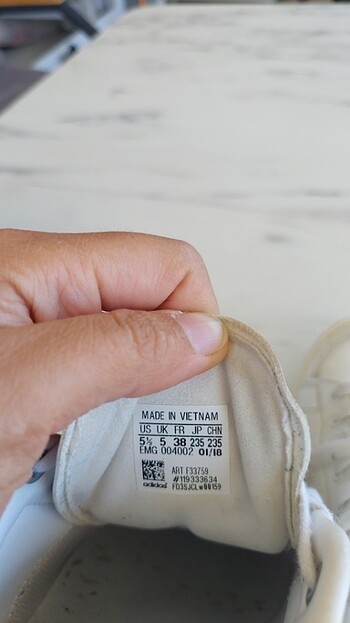 MADE IN VIETNAM
US UK FR JP CHN
5½ 5 38 235 235
EMG 004002 01/18
ART F33759
#119333634
adidas